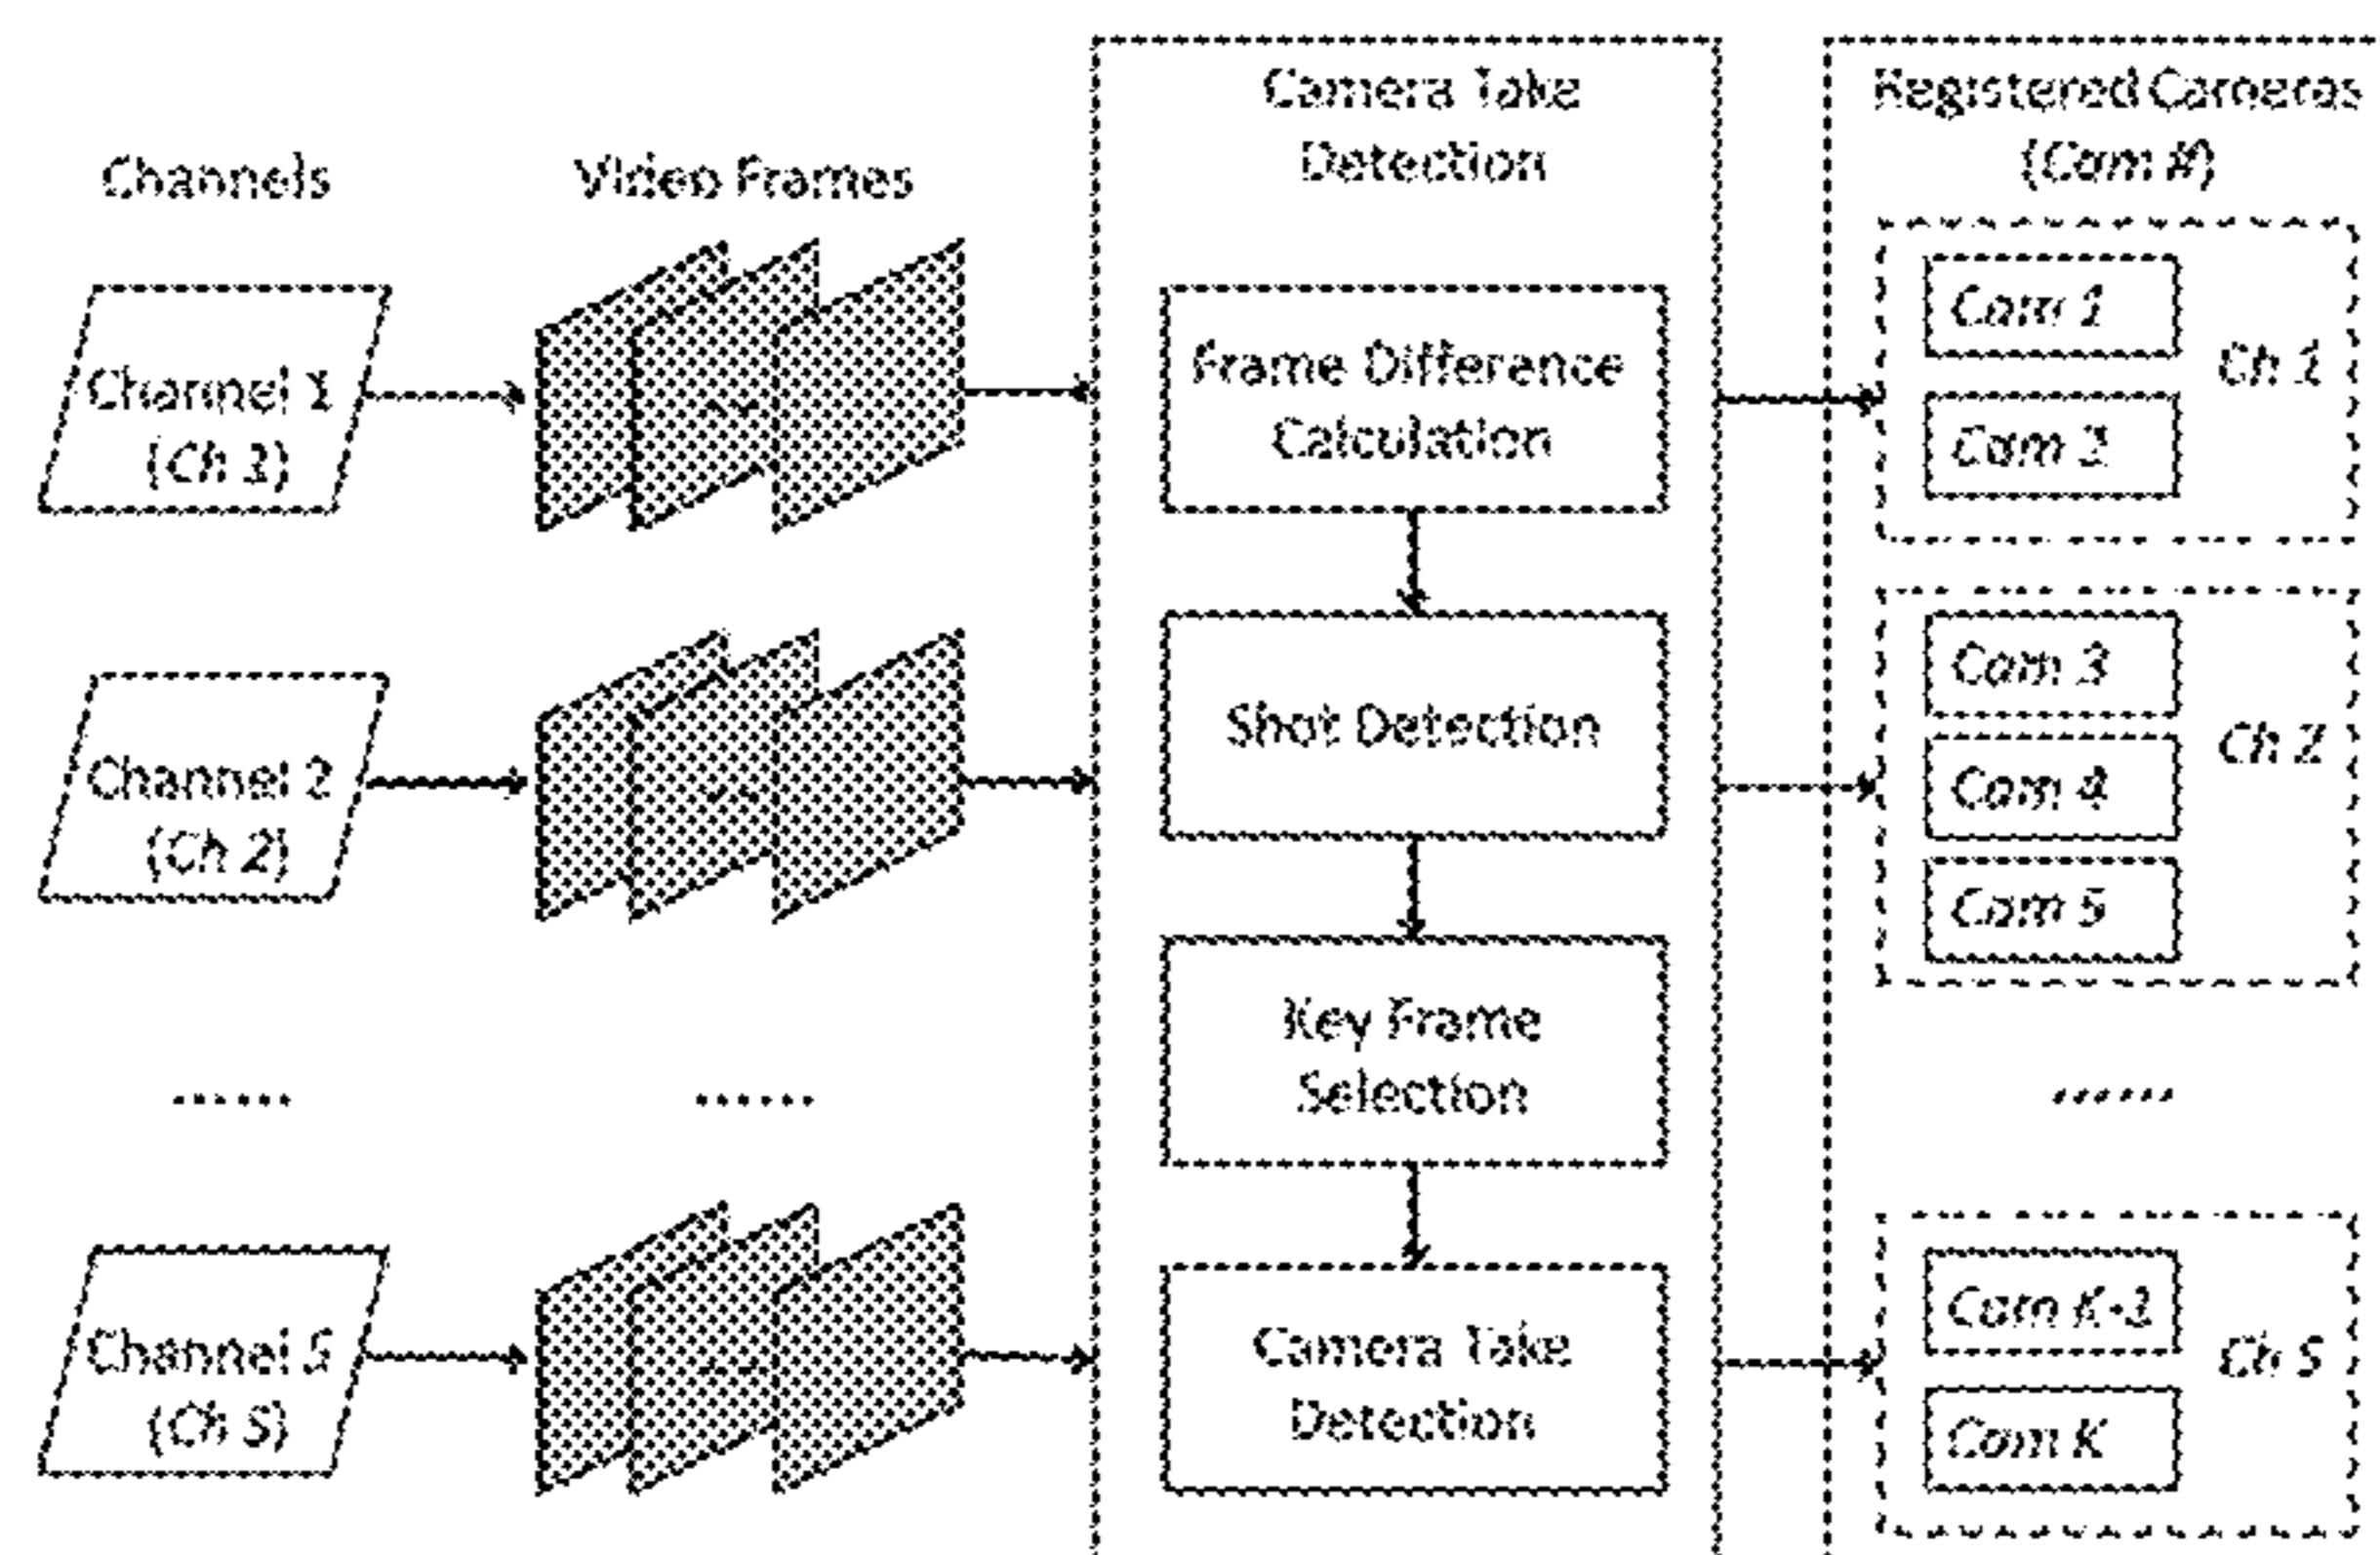 Channels
Channel 1
(Ch 1)
Channel 2
(Ch 2)
......
Channel S
(Ch S)
Video Frames
...
...
......
...
Camera Take
Detection
Frame Difference
Calculation
Shot Detection
Key Frame
Selection
Camera Take
Detection
Registered Cameras
(Cam #)
Cam 1
Cam 2
Ch 1
Cam 3
Cam 4
Cam 5
Ch 2
......
Cam K-1
Cam K
Ch S